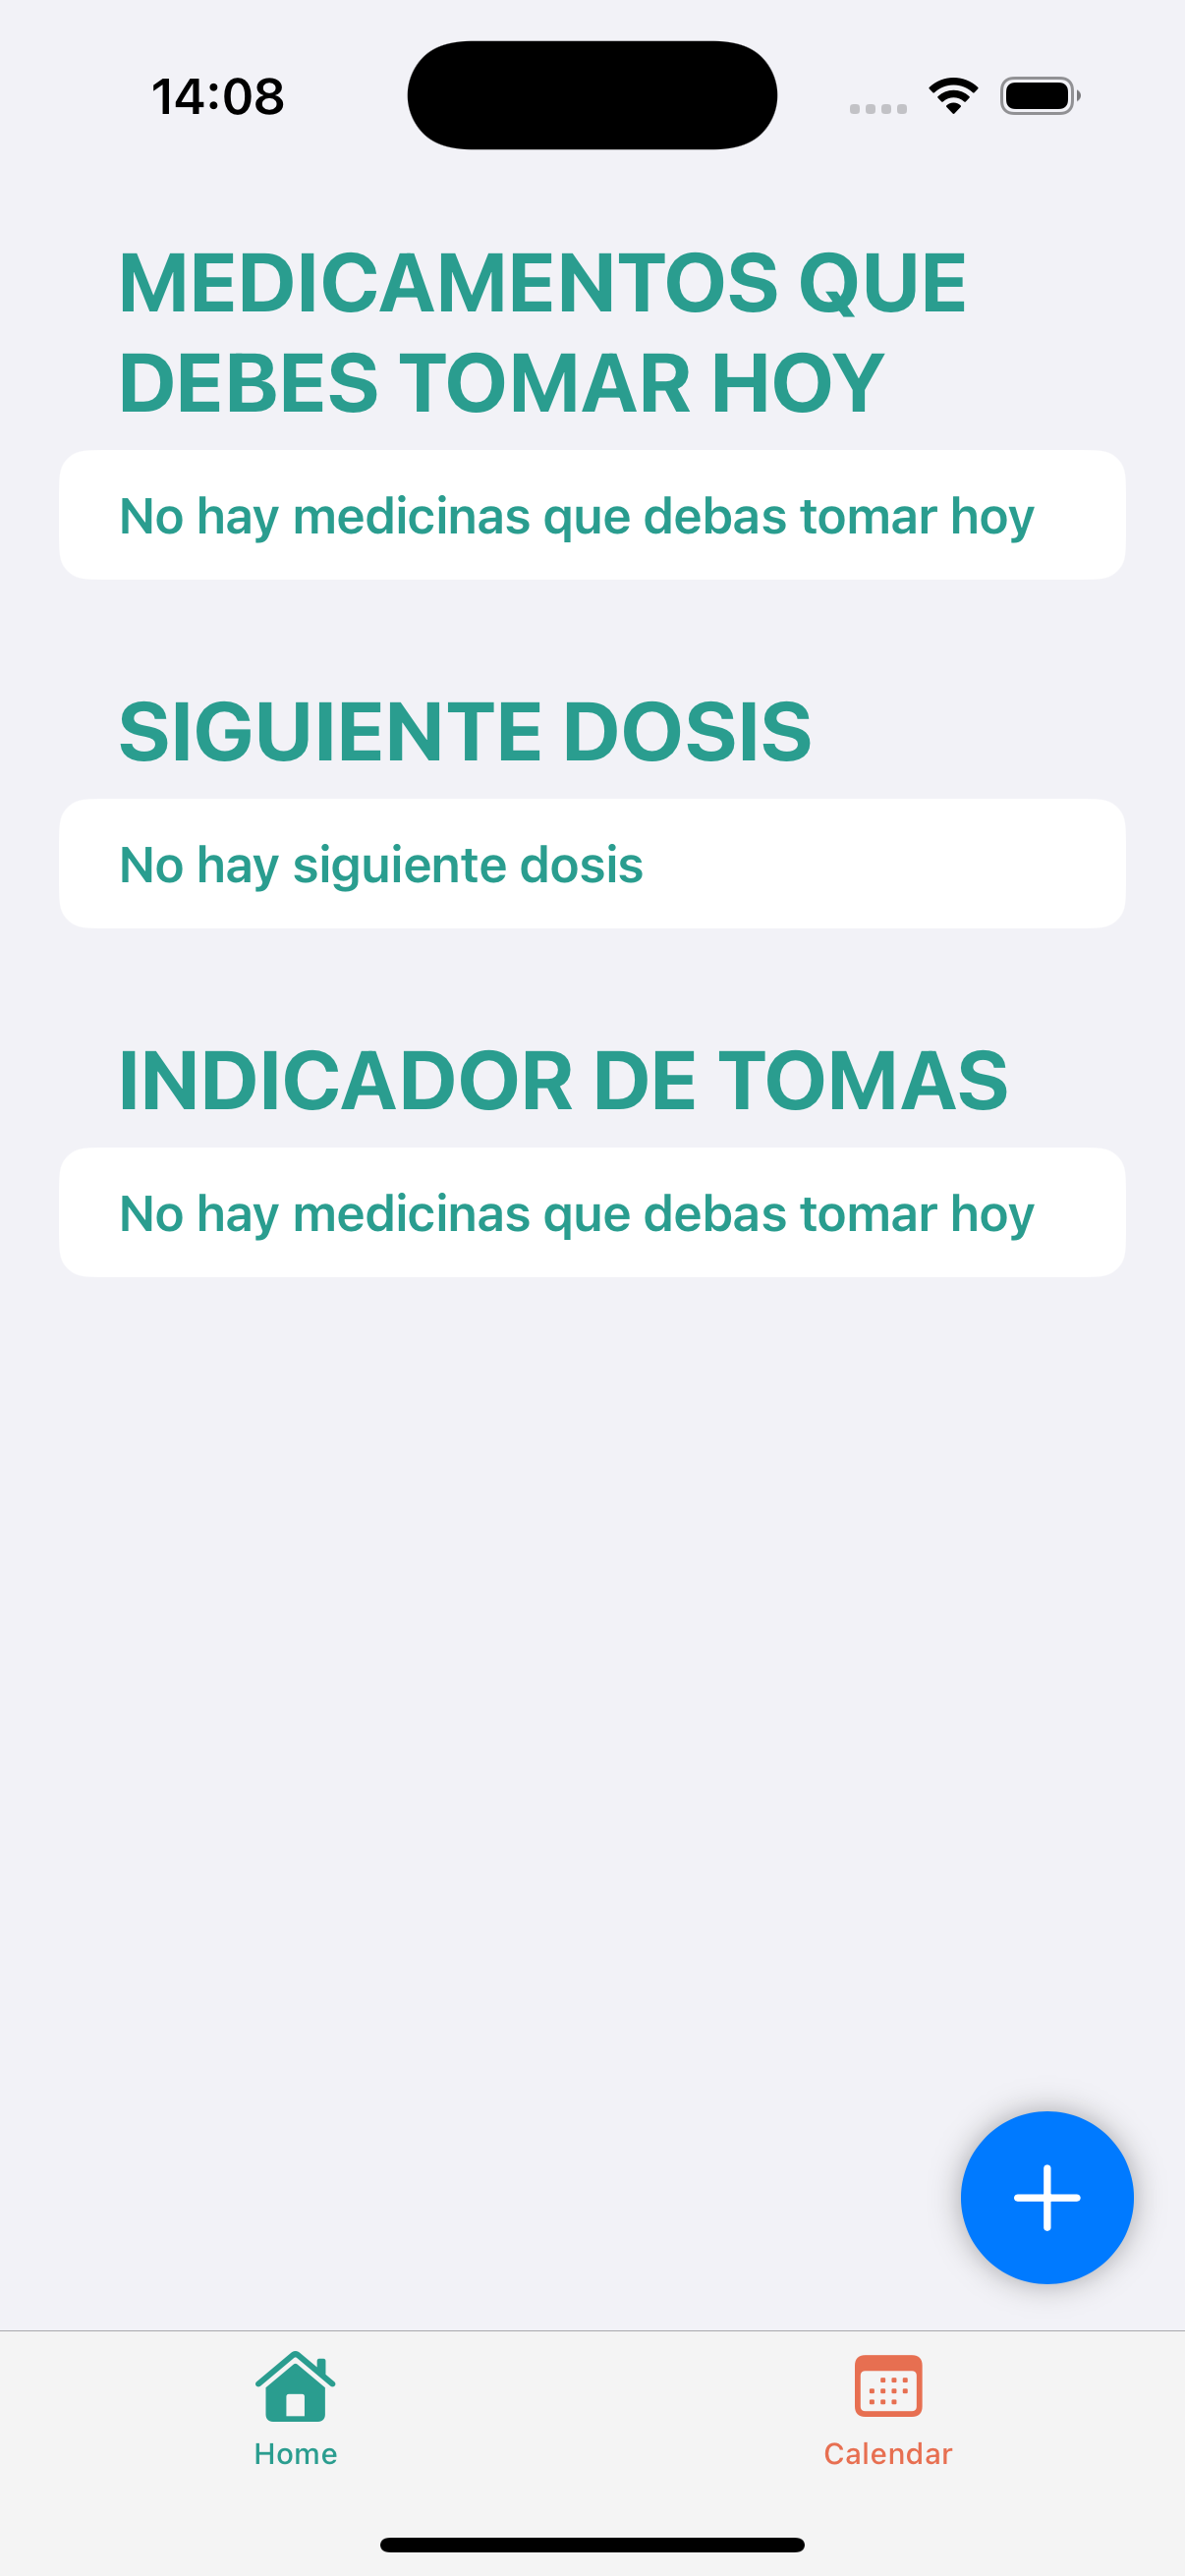 14:08
MEDICAMENTOS QUE
DEBES TOMAR HOY
No hay medicinas que debas tomar hoy
SIGUIENTE DOSIS
No hay siguiente dosis
INDICADOR DE TOMAS
No hay medicinas que debas tomar hoy
Home
Calendar